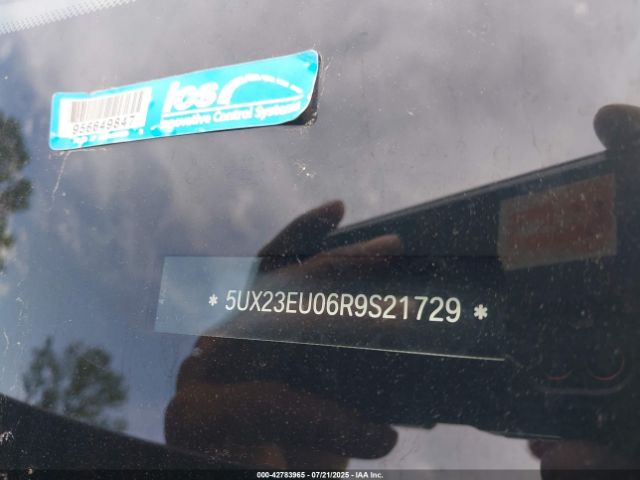 ics
Innovative Control Systems
956649847
* 5UX23EU06R9S21729 *
000-42783965 - 07/21/2025 - IAA Inc.